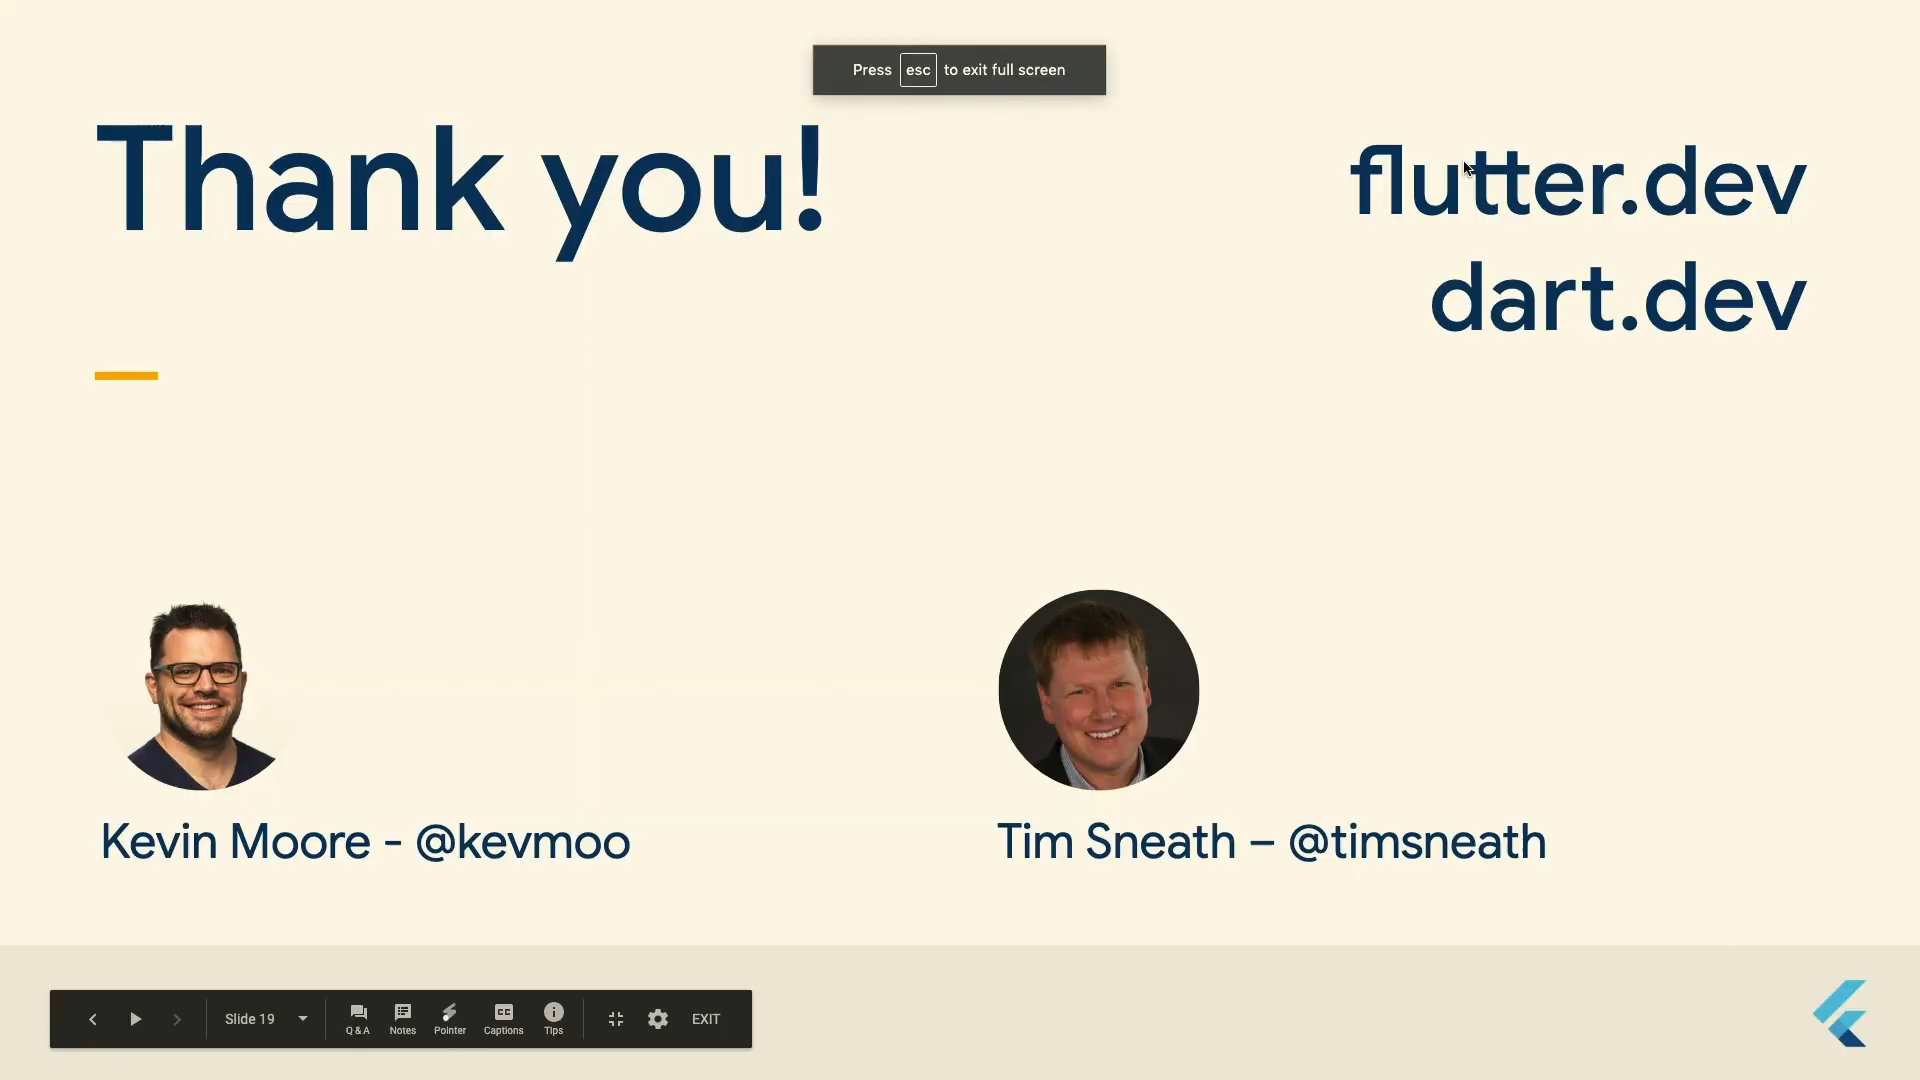 Press esc to exit full screen
Thank you!
flutter.dev
dart.dev
Kevin Moore - @kevmoo
Tim Sneath – @timsneath
Slide 19
Q & A
Notes
Pointer
CC
Captions
Tips
EXIT